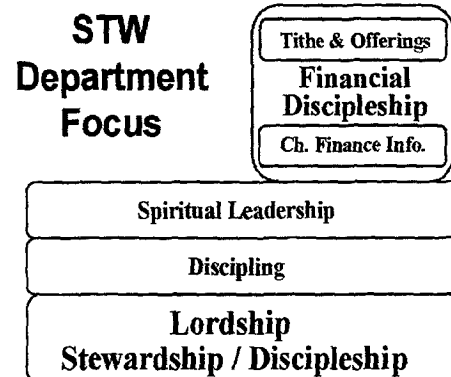 STW
Department
Focus
Tithe & Offerings
Financial
Discipleship
Ch. Finance Info.
Spiritual Leadership
Discipling
Lordship
Stewardship / Discipleship